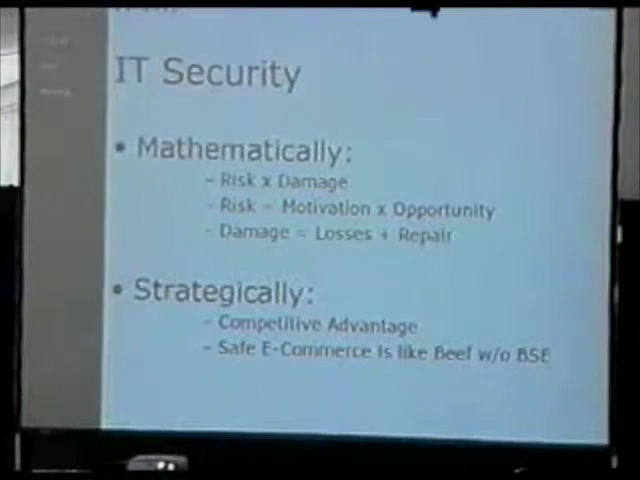 IT Security
• Mathematically:
– Risk x Damage
– Risk = Motivation x Opportunity
– Damage = Losses + Repair
• Strategically:
– Competitive Advantage
– Safe E-Commerce Is like Beef w/o BSE